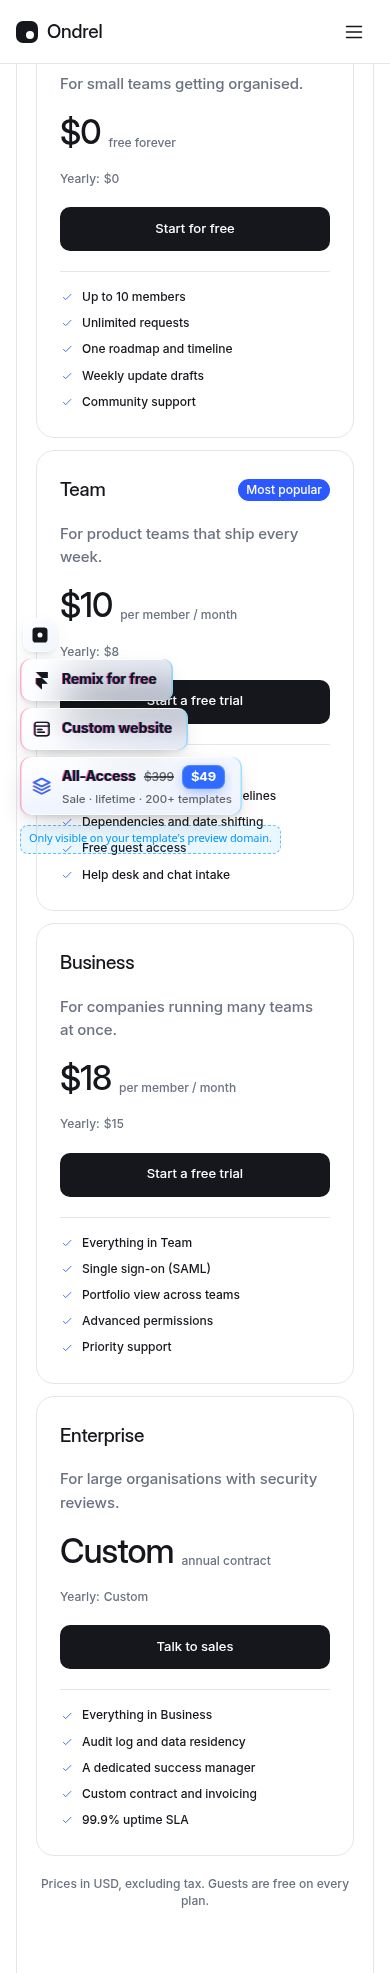 Ondrel
For small teams getting organised.
$0 free forever
Yearly: $0
Start for free
Up to 10 members
Unlimited requests
One roadmap and timeline
Weekly update drafts
Community support
Team
Most popular
For product teams that ship every
week.
$10 per member / month
Yearly: $8
Start a free trial
Remix for free
Custom website
All-Access $399 $49
Sale · lifetime · 200+ templates
Only visible on your template's preview domain.
Dependencies and date shifting
Free guest access
Help desk and chat intake
Business
For companies running many teams
at once.
$18 per member / month
Yearly: $15
Start a free trial
Everything in Team
Single sign-on (SAML)
Portfolio view across teams
Advanced permissions
Priority support
Enterprise
For large organisations with security
reviews.
Custom annual contract
Yearly: Custom
Talk to sales
Everything in Business
Audit log and data residency
A dedicated success manager
Custom contract and invoicing
99.9% uptime SLA
Prices in USD, excluding tax. Guests are free on every
plan.